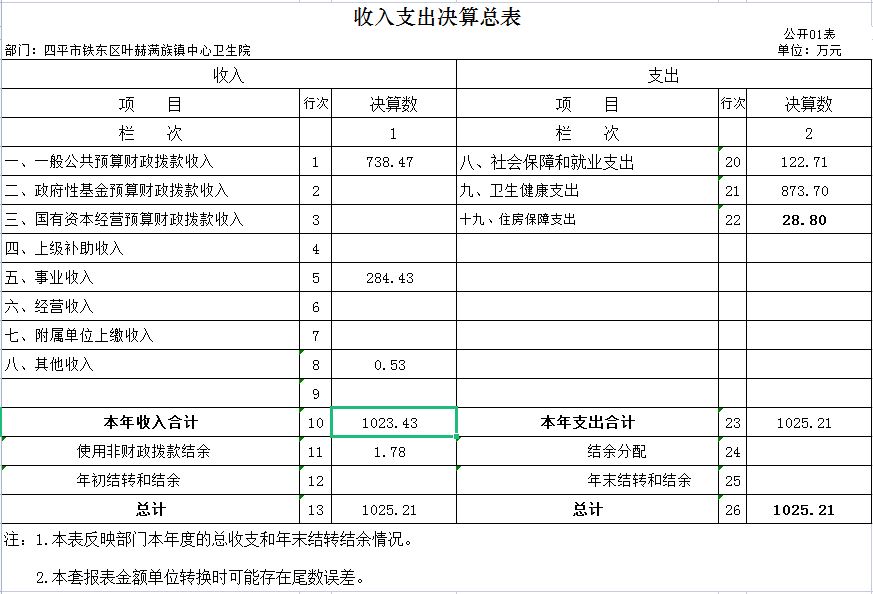 收入支出决算总表
公开01表
部门：四平市铁东区叶赫满族镇中心卫生院 单位：万元
收入 支出
项 目 行次 决算数 项 目 行次 决算数
栏 次 1 栏 次 2
一、一般公共预算财政拨款收入 1 738.47 八、社会保障和就业支出 20 122.71
二、政府性基金预算财政拨款收入 2 九、卫生健康支出 21 873.70
三、国有资本经营预算财政拨款收入 3 十九、住房保障支出 22 28.80
四、上级补助收入 4
五、事业收入 5 284.43
六、经营收入 6
七、附属单位上缴收入 7
八、其他收入 8 0.53
9
本年收入合计 10 1023.43 本年支出合计 23 1025.21
使用非财政拨款结余 11 1.78 结余分配 24
年初结转和结余 12 年末结转和结余 25
总计 13 1025.21 总计 26 1025.21
注：1.本表反映部门本年度的总收支和年末结转结余情况。
2.本套报表金额单位转换时可能存在尾数误差。